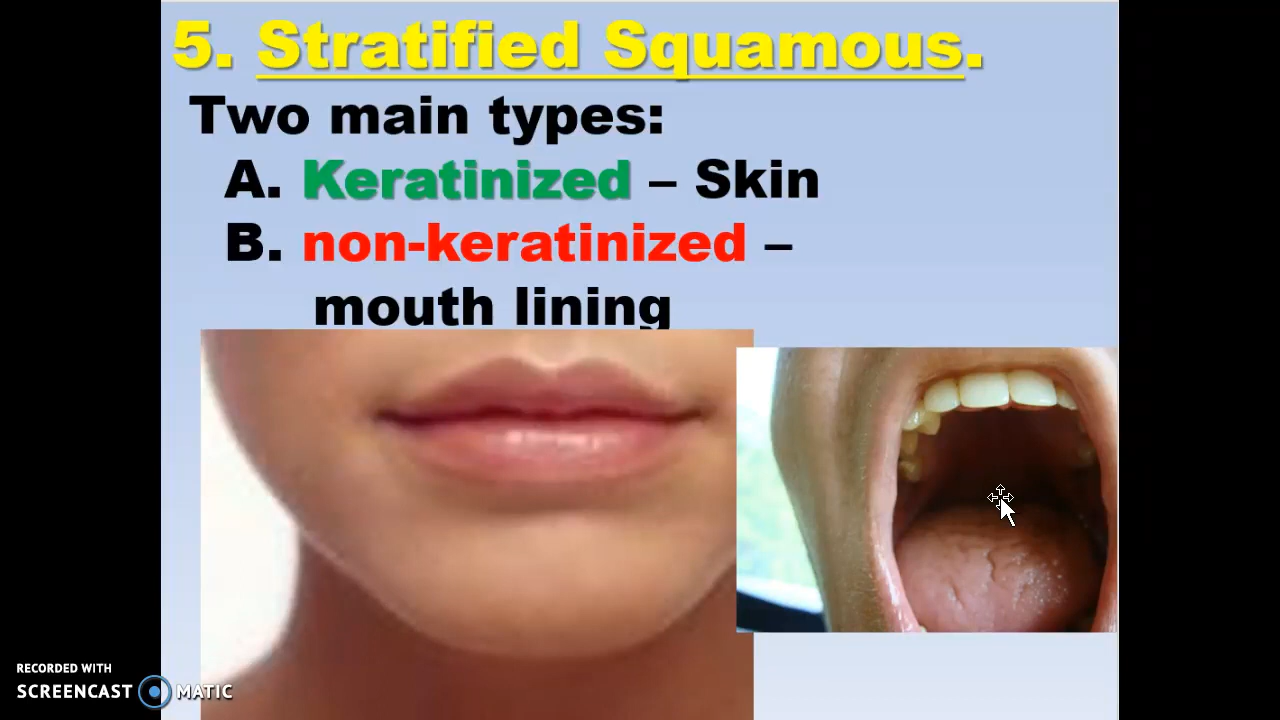 5. Stratified Squamous.
Two main types:
A. Keratinized – Skin
B. non-keratinized –
mouth lining
RECORDED WITH
SCREENCAST MATIC